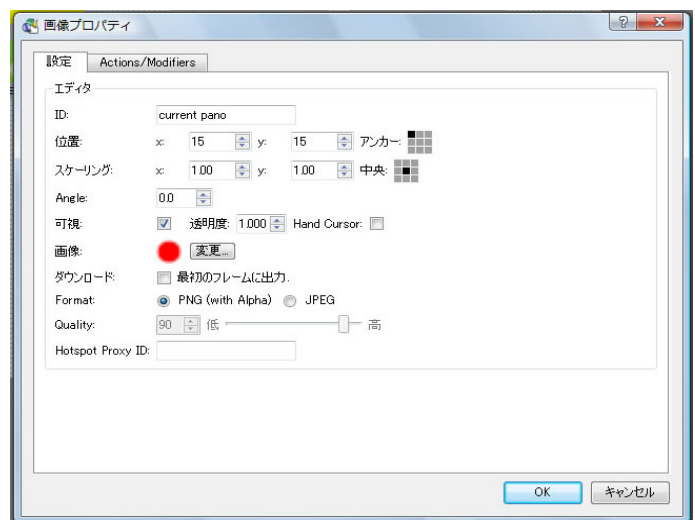 画像プロパティ
設定 Actions/Modifiers
エディタ
ID: current pano
位置: x: 15 y: 15 アンカー:
スケーリング: x: 1.00 y: 1.00 中央:
Angle: 0.0
可視: 透明度: 1.000 Hand Cursor:
画像: 変更...
ダウンロード: 最初のフレームに出力.
Format: PNG (with Alpha) JPEG
Quality: 90 低 高
Hotspot Proxy ID:
OK キャンセル